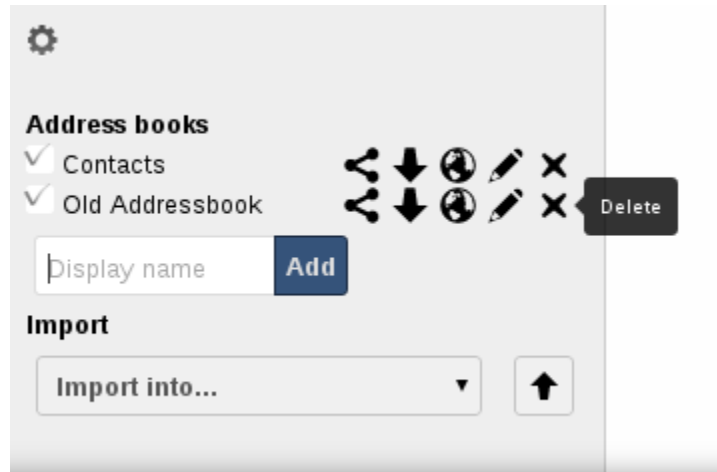 Address books
Contacts
Old Addressbook
Delete
Display name
Add
Import
Import into...